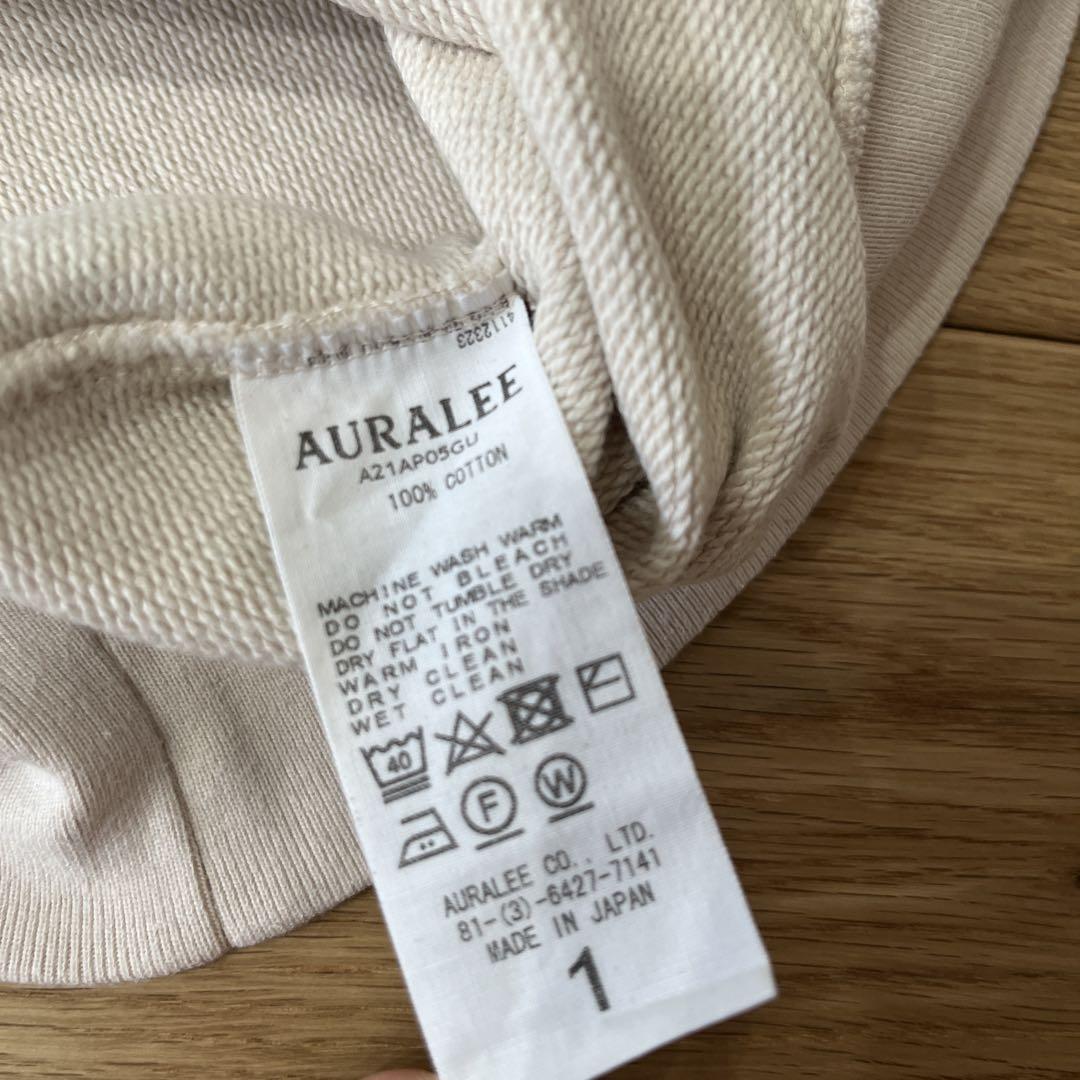 4112323
AURALEE
A21AP05GU
100% COTTON
MACHINE WASH WARM
DO NOT BLEACH
DO NOT TUMBLE DRY
DRY FLAT IN THE SHADE
WARM IRON
DRY CLEAN
WET CLEAN
40
F W
AURALEE CO., LTD.
81-(3)-6427-7141
MADE IN JAPAN
1